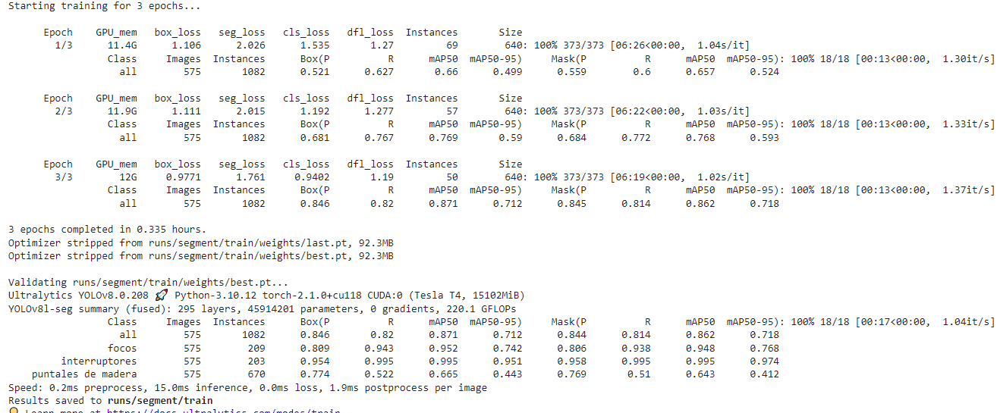 Starting training for 3 epochs...
Epoch GPU_mem box_loss seg_loss cls_loss dfl_loss Instances Size
1/3 11.4G 1.106 2.026 1.535 1.27 69 640: 100% 373/373 [06:26<00:00, 1.04s/it]
Class Images Instances Box(P R mAP50 mAP50-95) Mask(P R mAP50 mAP50-95): 100% 18/18 [00:13<00:00, 1.30it/s]
all 575 1082 0.521 0.627 0.66 0.499 0.559 0.6 0.657 0.524
Epoch GPU_mem box_loss seg_loss cls_loss dfl_loss Instances Size
2/3 11.9G 1.111 2.015 1.192 1.277 57 640: 100% 373/373 [06:22<00:00, 1.03s/it]
Class Images Instances Box(P R mAP50 mAP50-95) Mask(P R mAP50 mAP50-95): 100% 18/18 [00:13<00:00, 1.33it/s]
all 575 1082 0.681 0.767 0.769 0.59 0.684 0.772 0.768 0.593
Epoch GPU_mem box_loss seg_loss cls_loss dfl_loss Instances Size
3/3 12G 0.9771 1.761 0.9402 1.19 50 640: 100% 373/373 [06:19<00:00, 1.02s/it]
Class Images Instances Box(P R mAP50 mAP50-95) Mask(P R mAP50 mAP50-95): 100% 18/18 [00:13<00:00, 1.37it/s]
all 575 1082 0.846 0.82 0.871 0.712 0.845 0.814 0.862 0.718
3 epochs completed in 0.335 hours.
Optimizer stripped from runs/segment/train/weights/last.pt, 92.3MB
Optimizer stripped from runs/segment/train/weights/best.pt, 92.3MB
Validating runs/segment/train/weights/best.pt...
Ultralytics YOLOv8.0.208 🚀 Python-3.10.12 torch-2.1.0+cu118 CUDA:0 (Tesla T4, 15102MiB)
YOLOv8l-seg summary (fused): 295 layers, 45914201 parameters, 0 gradients, 220.1 GFLOPs
Class Images Instances Box(P R mAP50 mAP50-95) Mask(P R mAP50 mAP50-95): 100% 18/18 [00:17<00:00, 1.04it/s]
all 575 1082 0.846 0.82 0.871 0.712 0.844 0.814 0.862 0.718
focos 575 209 0.809 0.943 0.952 0.742 0.806 0.938 0.948 0.768
interruptores 575 203 0.954 0.995 0.995 0.951 0.958 0.995 0.995 0.974
puntales de madera 575 670 0.774 0.522 0.665 0.443 0.769 0.51 0.643 0.412
Speed: 0.2ms preprocess, 15.0ms inference, 0.0ms loss, 1.9ms postprocess per image
Results saved to runs/segment/train
💡 Learn more at https://docs.ultralytics.com/modes/train